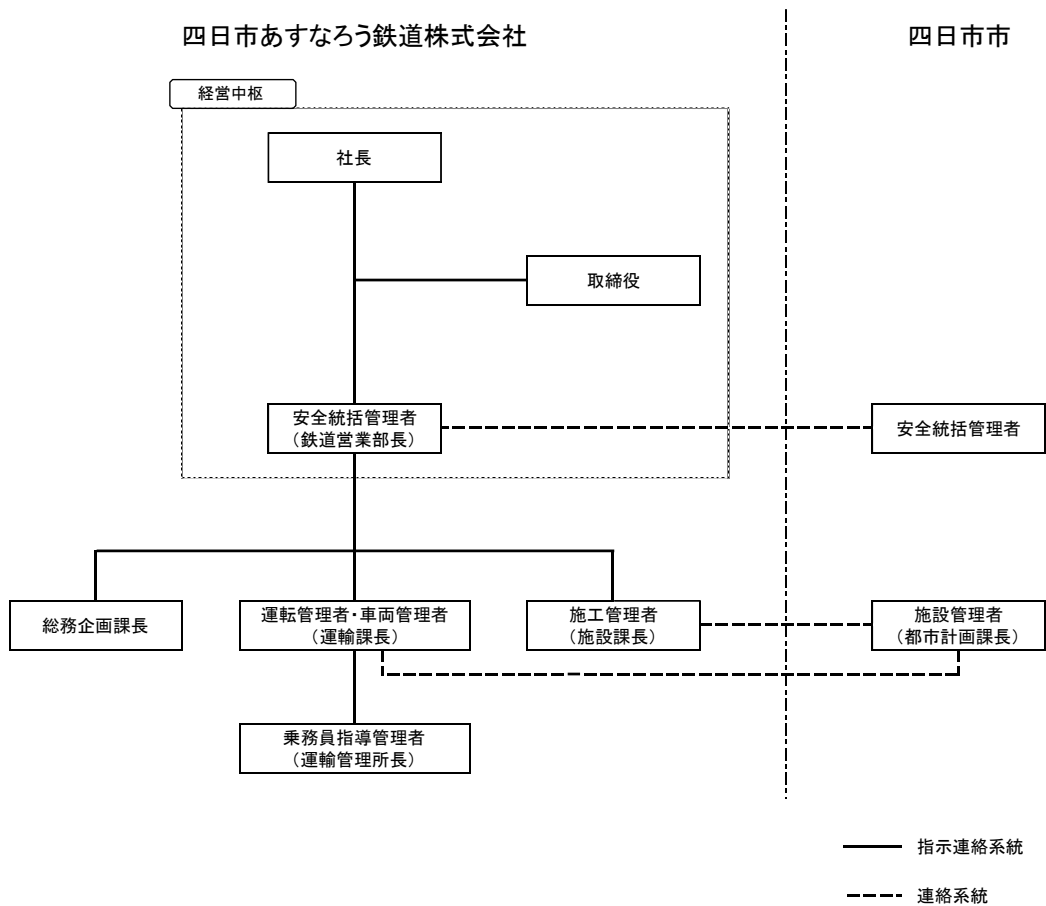 四日市あすなろう鉄道株式会社
四日市市
経営中枢
社長
取締役
安全統括管理者
（鉄道営業部長）
安全統括管理者
総務企画課長
運転管理者・車両管理者
（運輸課長）
施工管理者
（施設課長）
施設管理者
（都市計画課長）
乗務員指導管理者
（運輸管理所長）
指示連絡系統
連絡系統